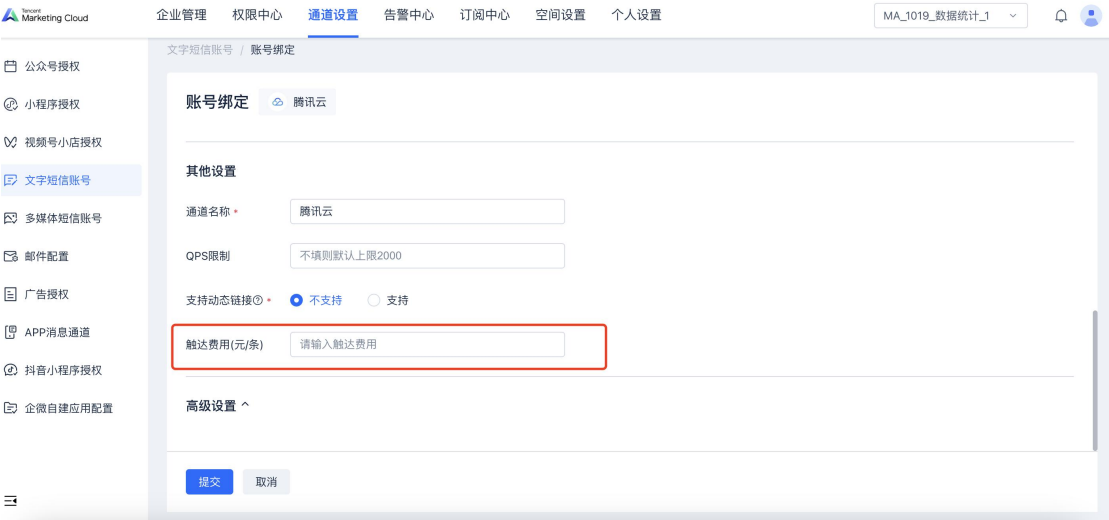 Tencent
Marketing Cloud
企业管理 权限中心 通道设置 告警中心 订阅中心 空间设置 个人设置
MA_1019_数据统计_1
文字短信账号 / 账号绑定
公众号授权
小程序授权
视频号小店授权
文字短信账号
多媒体短信账号
邮件配置
广告授权
APP消息通道
抖音小程序授权
企微自建应用配置
账号绑定 腾讯云
其他设置
通道名称 * 腾讯云
QPS限制 不填则默认上限2000
支持动态链接? * 不支持 支持
触达费用(元/条) 请输入触达费用
高级设置
提交 取消